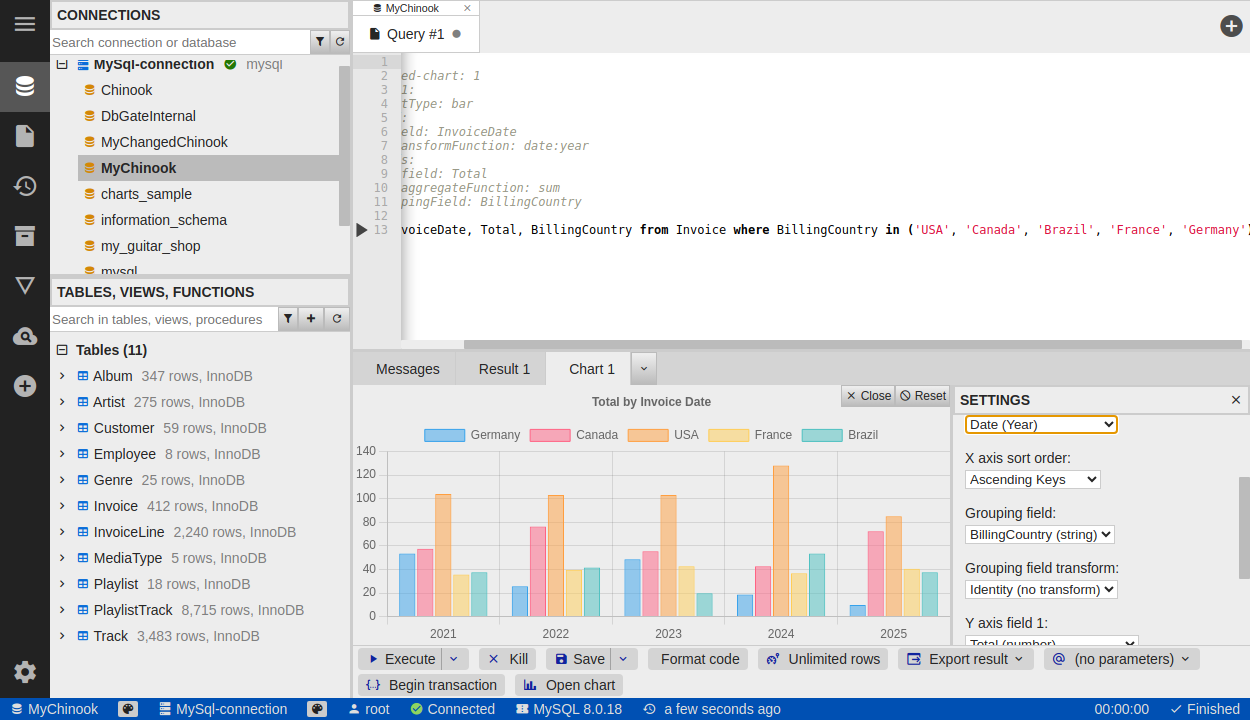 CONNECTIONS
Search connection or database
MySql-connection mysql
Chinook
DbGateInternal
MyChangedChinook
MyChinook
charts_sample
information_schema
my_guitar_shop
mysql
TABLES, VIEWS, FUNCTIONS
Search in tables, views, procedures
Tables (11)
Album 347 rows, InnoDB
Artist 275 rows, InnoDB
Customer 59 rows, InnoDB
Employee 8 rows, InnoDB
Genre 25 rows, InnoDB
Invoice 412 rows, InnoDB
InvoiceLine 2,240 rows, InnoDB
MediaType 5 rows, InnoDB
Playlist 18 rows, InnoDB
PlaylistTrack 8,715 rows, InnoDB
Track 3,483 rows, InnoDB
MyChinook
Query #1
1
2 ed-chart: 1
3 1:
4 tType: bar
5 :
6 eld: InvoiceDate
7 ansformFunction: date:year
8 s:
9 field: Total
10 aggregateFunction: sum
11 pingField: BillingCountry
12
13 voiceDate, Total, BillingCountry from Invoice where BillingCountry in ('USA', 'Canada', 'Brazil', 'France', 'Germany')
Messages Result 1 Chart 1
Close Reset
Total by Invoice Date
Germany Canada USA France Brazil
140
120
100
80
60
40
20
0
2021 2022 2023 2024 2025
SETTINGS
Date (Year)
X axis sort order:
Ascending Keys
Grouping field:
BillingCountry (string)
Grouping field transform:
Identity (no transform)
Y axis field 1:
Total (number)
Execute Kill Save Format code Unlimited rows Export result (no parameters)
Begin transaction Open chart
MyChinook MySql-connection root Connected MySQL 8.0.18 a few seconds ago 00:00:00 Finished